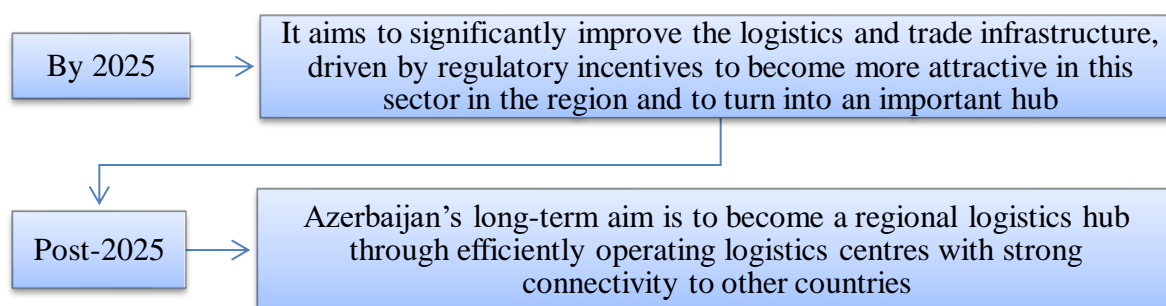 By 2025
It aims to significantly improve the logistics and trade infrastructure,
driven by regulatory incentives to become more attractive in this
sector in the region and to turn into an important hub
Post-2025
Azerbaijan’s long-term aim is to become a regional logistics hub
through efficiently operating logistics centres with strong
connectivity to other countries